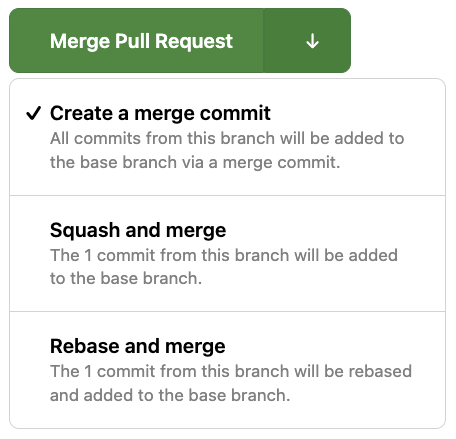 Merge Pull Request ↓
✓ Create a merge commit
All commits from this branch will be added to
the base branch via a merge commit.
Squash and merge
The 1 commit from this branch will be added
to the base branch.
Rebase and merge
The 1 commit from this branch will be rebased
and added to the base branch.